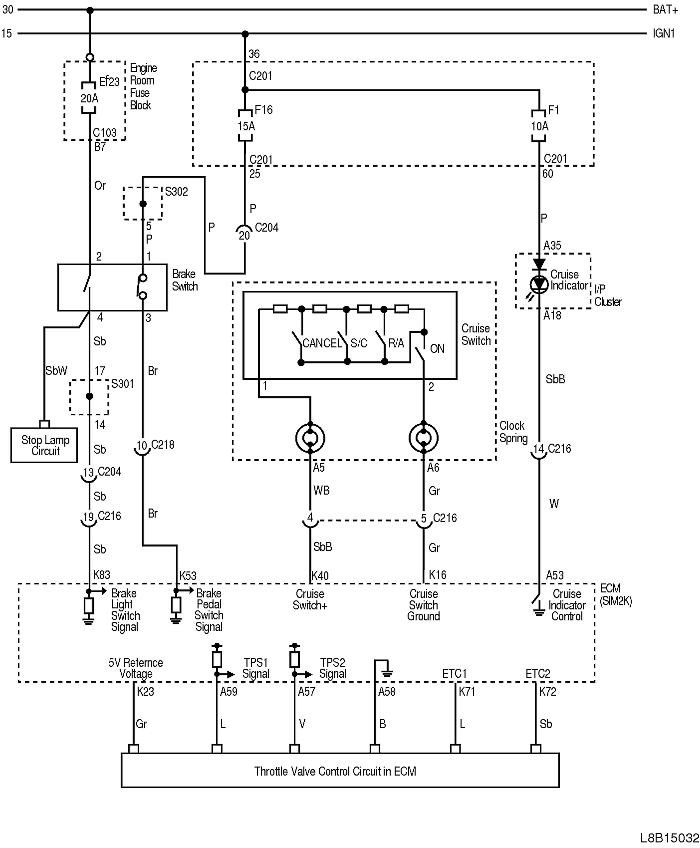 30 BAT+
15 IGN1
36
C201
Engine
Room
Fuse
Block
Ef23
20A
F16
15A
F1
10A
C103
B7
C201
25
C201
60
Or
S302
5
P
P
P
20
C204
P
A35
2
1
Brake
Switch
Cruise
Indicator
I/P
Cluster
A18
4
3
CANCEL
S/C
R/A
ON
Cruise
Switch
1
2
Sb
SbW
17
S301
14
Br
SbB
Stop Lamp
Circuit
Clock
Spring
Sb
10
C218
14
C216
13
C204
A5
A6
Sb
WB
Gr
W
19
C216
Br
4
5
C216
Sb
SbB
Gr
K83
K53
K40
K16
A53
ECM
(SIM2K)
Brake
Light
Switch
Signal
Brake
Pedal
Switch
Signal
Cruise
Switch+
Cruise
Switch
Ground
Cruise
Indicator
Control
5V Refernce
Voltage
TPS1
Signal
TPS2
Signal
ETC1
ETC2
K23
A59
A57
A58
K71
K72
Gr
L
V
B
L
Sb
Throttle Valve Control Circuit in ECM
L8B15032